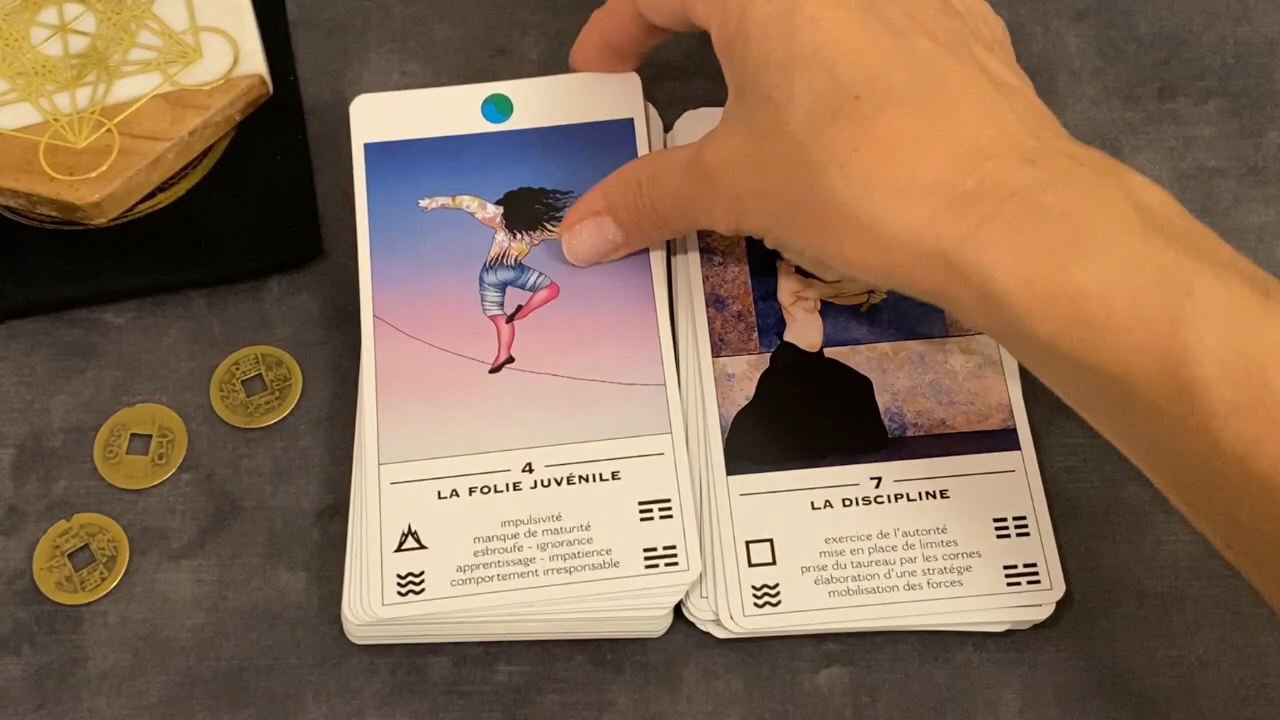 4
LA FOLIE JUVÉNILE
impulsivité
manque de maturité
esbroufe - ignorance
apprentissage - impatience
comportement irresponsable
7
LA DISCIPLINE
exercice de l'autorité
mise en place de limites
prise du taureau par les cornes
élaboration d'une stratégie
mobilisation des forces